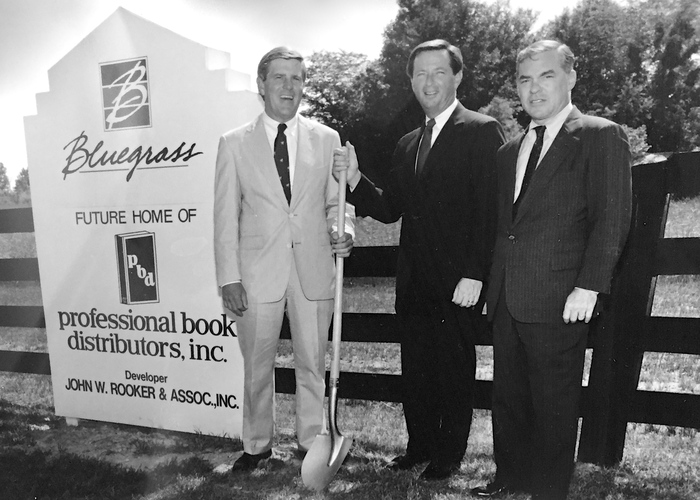 B
Bluegrass
FUTURE HOME OF
pbd
professional book
distributors, inc.
Developer
JOHN W. ROOKER & ASSOC.,INC.